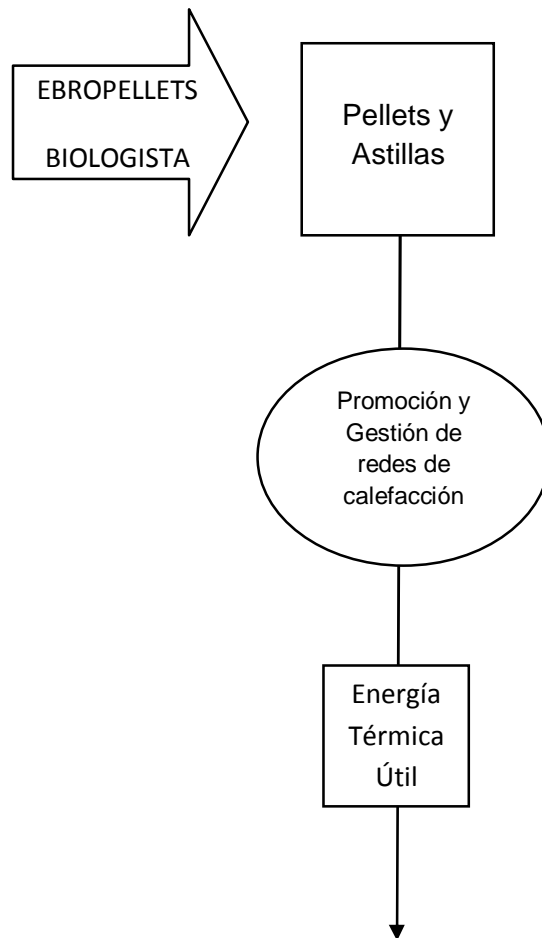 EBROPELLETS
BIOLOGISTA
Pellets y
Astillas
Promoción y
Gestión de
redes de
calefacción
Energía
Térmica
Útil